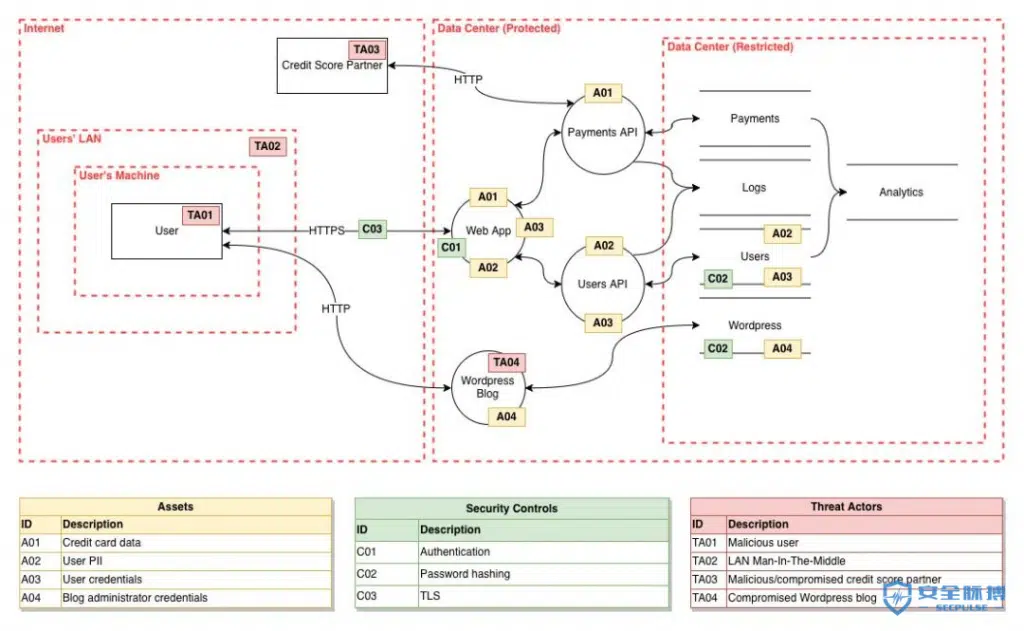 Internet
Data Center (Protected)
Data Center (Restricted)
TA03
Credit Score Partner
HTTP
A01
Payments API
Payments
Users' LAN
TA02
User's Machine
TA01
User
HTTPS
C03
A01
Web App
A03
C01
A02
Logs
Analytics
A02
Users API
A03
A02
Users
C02
A03
HTTP
Wordpress
C02
A04
TA04
Wordpress
Blog
A04
Assets
ID Description
A01 Credit card data
A02 User PII
A03 User credentials
A04 Blog administrator credentials
Security Controls
ID Description
C01 Authentication
C02 Password hashing
C03 TLS
Threat Actors
ID Description
TA01 Malicious user
TA02 LAN Man-In-The-Middle
TA03 Malicious/compromised credit score partner
TA04 Compromised Wordpress blog
安全脉搏
SECPULSE